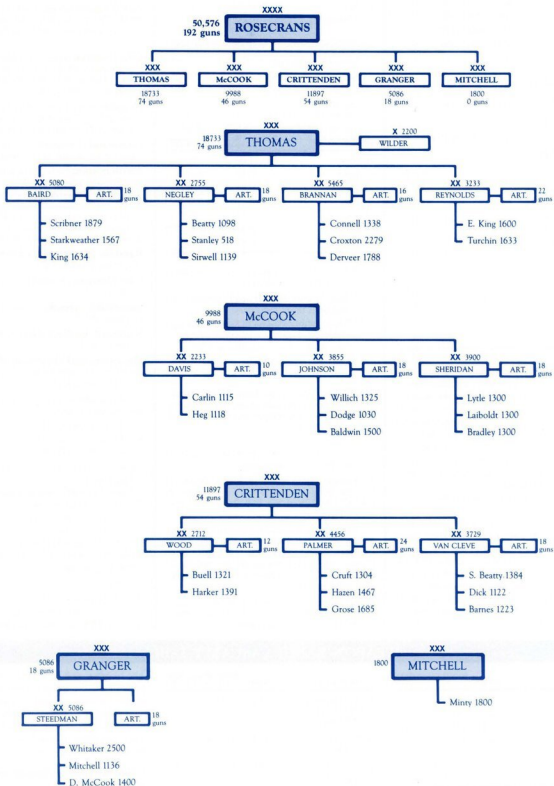 XXXX
50,576
192 guns
ROSECRANS
XXX XXX XXX XXX XXX
THOMAS McCOOK CRITTENDEN GRANGER MITCHELL
18733 9988 11897 5086 1800
74 guns 46 guns 54 guns 18 guns 0 guns
XXX
18733
74 guns
THOMAS
X 2200
WILDER
XX 5080 XX 2755 XX 5465 XX 3233
BAIRD ART. 18 guns NEGLEY ART. 18 guns BRANNAN ART. 16 guns REYNOLDS ART. 22 guns
Scribner 1879 Beatty 1098 Connell 1338 E. King 1600
Starkweather 1567 Stanley 518 Croxton 2279 Turchin 1633
King 1634 Sirwell 1139 Derveer 1788
XXX
9988
46 guns
McCOOK
XX 2233 XX 3855 XX 3900
DAVIS ART. 10 guns JOHNSON ART. 18 guns SHERIDAN ART. 18 guns
Carlin 1115 Willich 1325 Lytle 1300
Heg 1118 Dodge 1030 Laiboldt 1300
Baldwin 1500 Bradley 1300
XXX
11897
54 guns
CRITTENDEN
XX 2712 XX 4456 XX 3729
WOOD ART. 12 guns PALMER ART. 24 guns VAN CLEVE ART. 18 guns
Buell 1321 Cruft 1304 S. Beatty 1384
Harker 1391 Hazen 1467 Dick 1122
Grose 1685 Barnes 1223
XXX XXX
5086
18 guns
GRANGER 1800 MITCHELL
XX 5086
STEEDMAN ART. 18 guns
Minty 1800
Whitaker 2500
Mitchell 1136
D. McCook 1400